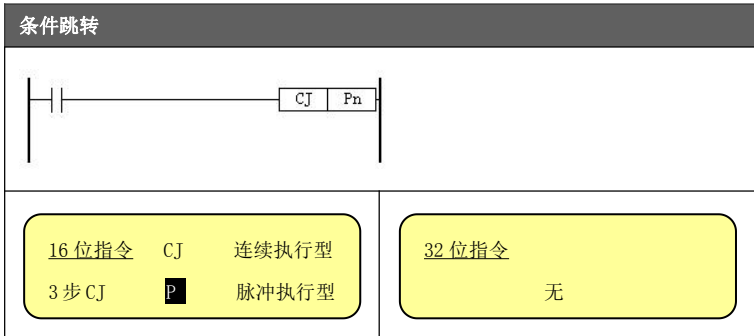 条件跳转
CJ Pn
16 位指令 CJ 连续执行型
3 步 CJ P 脉冲执行型
32 位指令
无